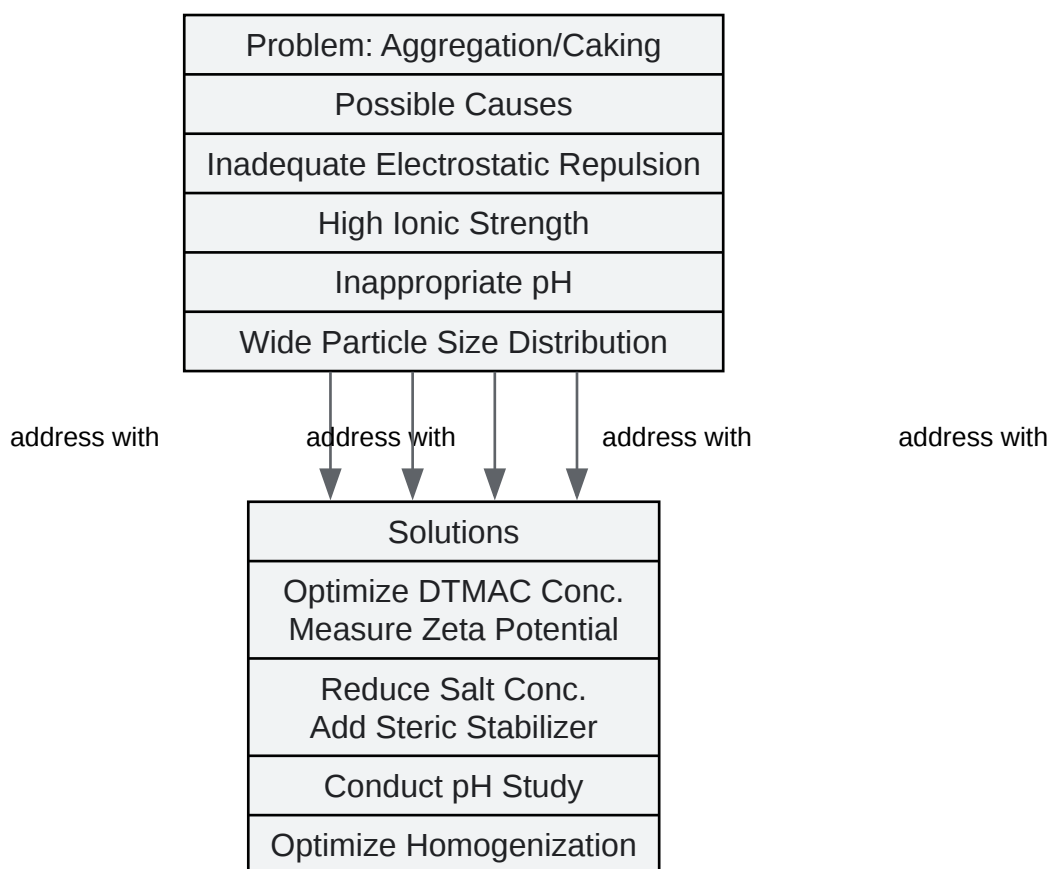 Problem: Aggregation/Caking
Possible Causes
Inadequate Electrostatic Repulsion
High Ionic Strength
Inappropriate pH
Wide Particle Size Distribution
address with
address with
address with
address with
Solutions
Optimize DTMAC Conc.
Measure Zeta Potential
Reduce Salt Conc.
Add Steric Stabilizer
Conduct pH Study
Optimize Homogenization